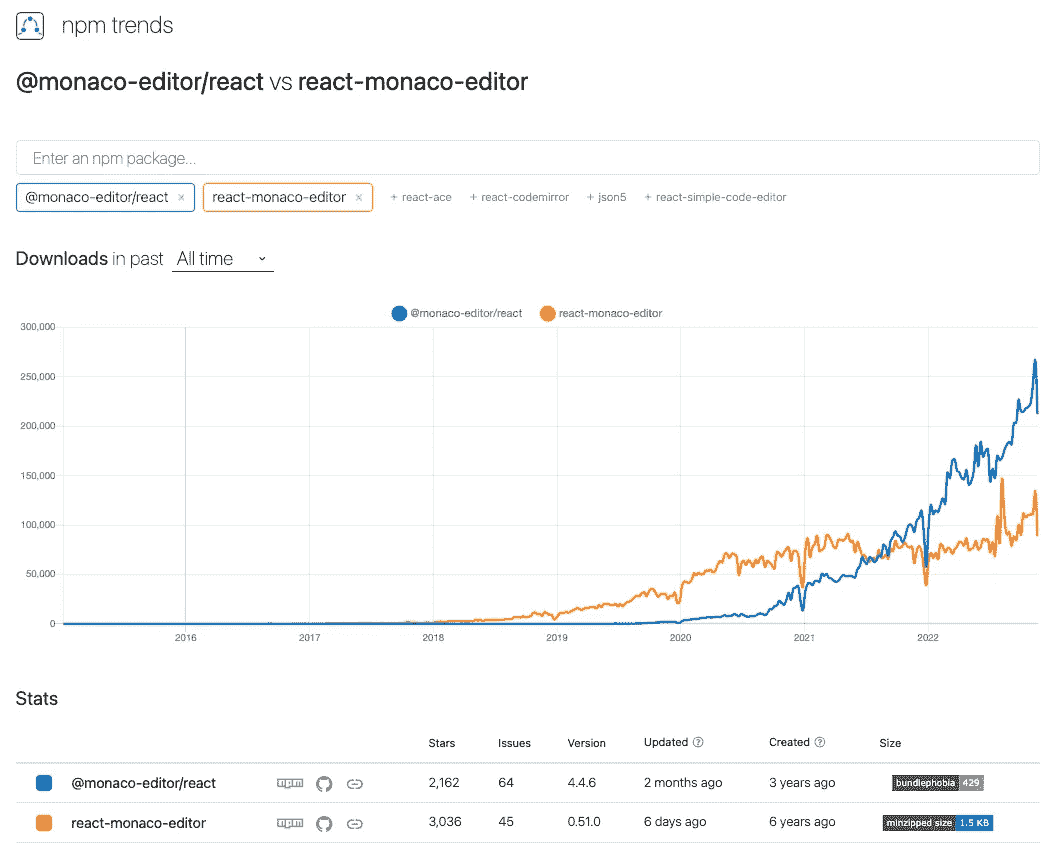 npm trends
@monaco-editor/react vs react-monaco-editor
Enter an npm package...
@monaco-editor/react × react-monaco-editor × + react-ace + react-codemirror + json5 + react-simple-code-editor
Downloads in past All time
@monaco-editor/react react-monaco-editor
300,000
250,000
200,000
150,000
100,000
50,000
0
2016 2017 2018 2019 2020 2021 2022
Stats
Stars Issues Version Updated ? Created ? Size
@monaco-editor/react npm 2,162 64 4.4.6 2 months ago 3 years ago bundlephobia 429
react-monaco-editor npm 3,036 45 0.51.0 6 days ago 6 years ago minzipped size 1.5 KB